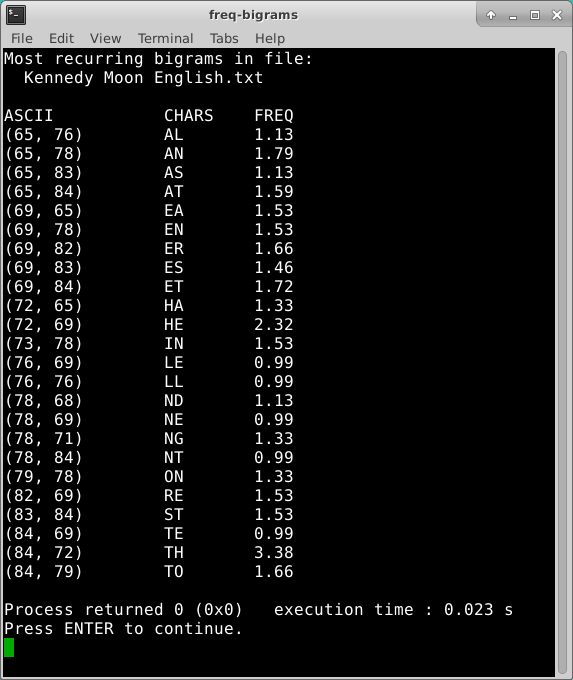 freq-bigrams
File Edit View Terminal Tabs Help
Most recurring bigrams in file:
Kennedy Moon English.txt
ASCII CHARS FREQ
(65, 76) AL 1.13
(65, 78) AN 1.79
(65, 83) AS 1.13
(65, 84) AT 1.59
(69, 65) EA 1.53
(69, 78) EN 1.53
(69, 82) ER 1.66
(69, 83) ES 1.46
(69, 84) ET 1.72
(72, 65) HA 1.33
(72, 69) HE 2.32
(73, 78) IN 1.53
(76, 69) LE 0.99
(76, 76) LL 0.99
(78, 68) ND 1.13
(78, 69) NE 0.99
(78, 71) NG 1.33
(78, 84) NT 0.99
(79, 78) ON 1.33
(82, 69) RE 1.53
(83, 84) ST 1.53
(84, 69) TE 0.99
(84, 72) TH 3.38
(84, 79) TO 1.66
Process returned 0 (0x0) execution time : 0.023 s
Press ENTER to continue.